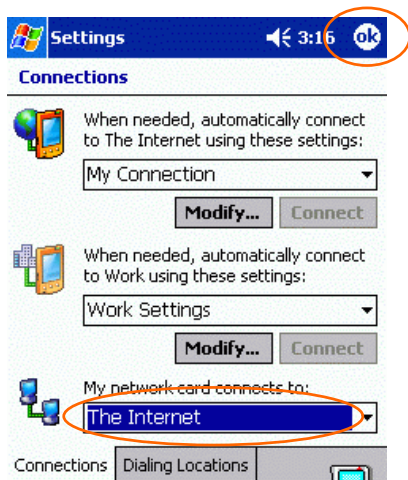 Settings 3:16 ok
Connections
When needed, automatically connect
to The Internet using these settings:
My Connection
Modify... Connect
When needed, automatically connect
to Work using these settings:
Work Settings
Modify... Connect
My network card connects to:
The Internet
Connections Dialing Locations